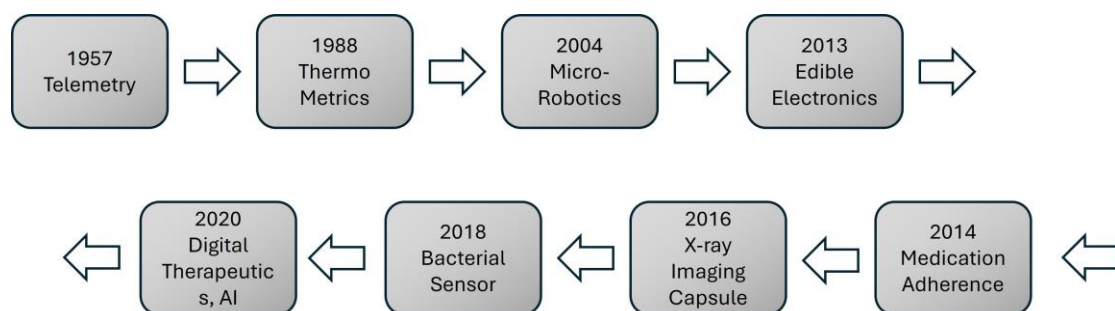 1957
Telemetry
1988
Thermo
Metrics
2004
Micro-
Robotics
2013
Edible
Electronics
2014
Medication
Adherence
2016
X-ray
Imaging
Capsule
2018
Bacterial
Sensor
2020
Digital
Therapeutic
s, AI